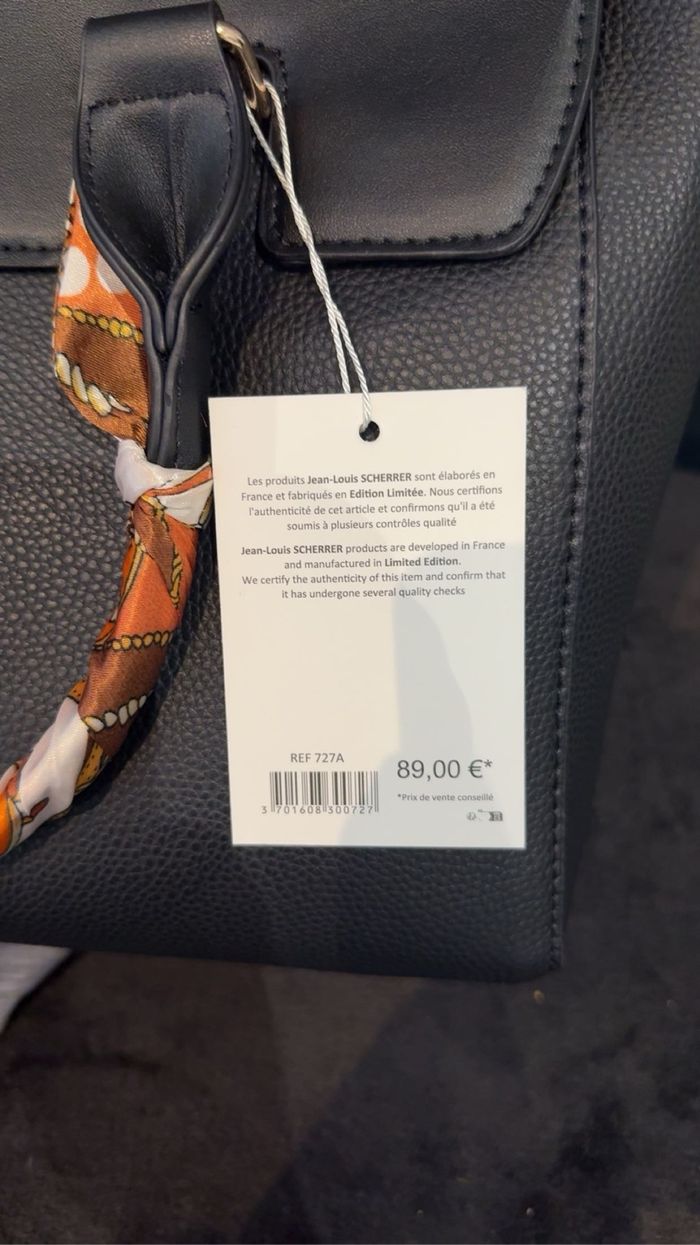 Les produits Jean-Louis SCHERRER sont élaborés en
France et fabriqués en Edition Limitée. Nous certifions
l'authenticité de cet article et confirmons qu'il a été
soumis à plusieurs contrôles qualité
Jean-Louis SCHERRER products are developed in France
and manufactured in Limited Edition.
We certify the authenticity of this item and confirm that
it has undergone several quality checks
REF 727A
89,00 €*
3 701608 300727
*Prix de vente conseillé